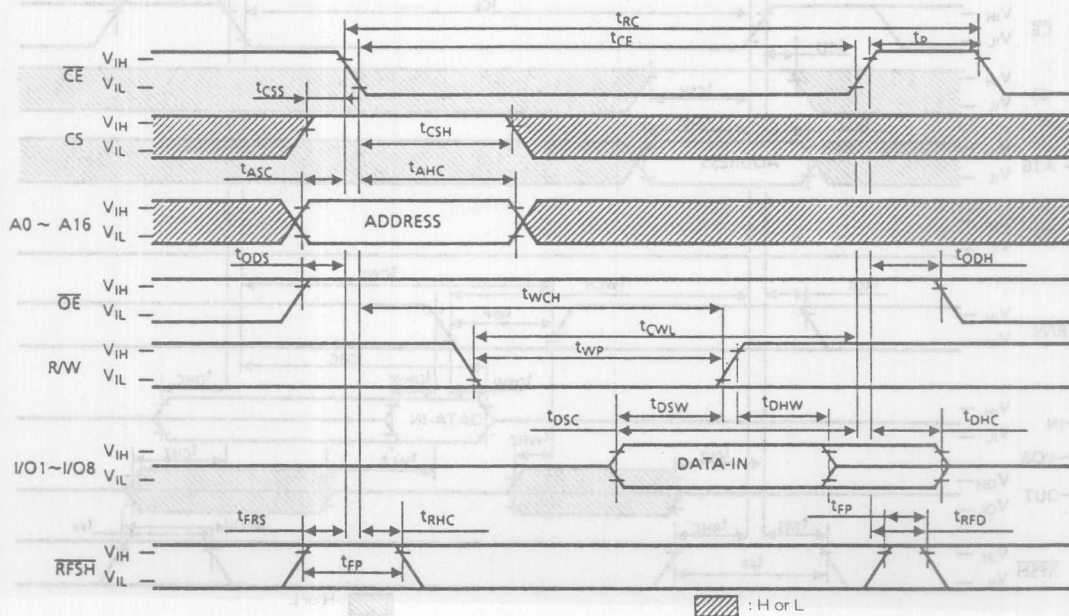 tRC
tCE
tP
CE
VIH
VIL
tCSS
CS
VIH
VIL
tCSH
tASC
tAHC
A0 ~ A16
VIH
VIL
ADDRESS
tODS
tODH
OE
VIH
VIL
tWCH
tCWL
R/W
VIH
VIL
tWP
tDSC
tDSW
tDHW
tDHC
I/O1~I/O8
VIH
VIL
DATA-IN
tFRS
tRHC
tFP
tRFD
RFSH
VIH
VIL
tFP
: H or L